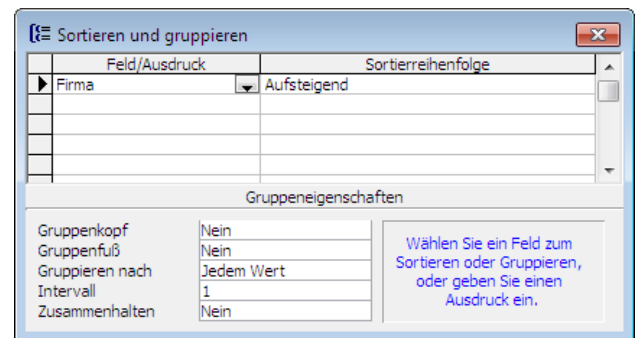 Sortieren und gruppieren
Feld/Ausdruck Sortierreihenfolge
Firma Aufsteigend
Gruppeneigenschaften
Gruppenkopf Nein
Gruppenfuß Nein
Gruppieren nach Jedem Wert
Intervall 1
Zusammenhalten Nein
Wählen Sie ein Feld zum
Sortieren oder Gruppieren,
oder geben Sie einen
Ausdruck ein.